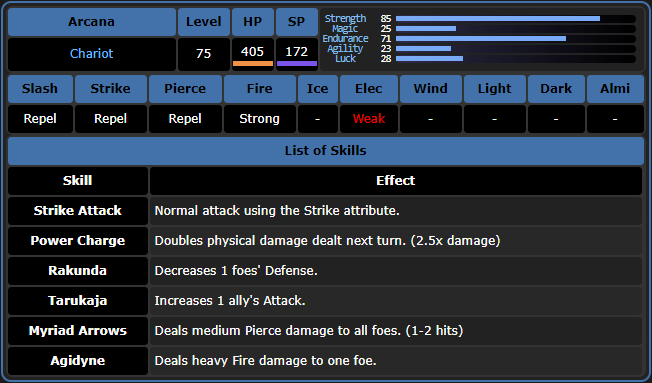 Arcana Level HP SP
Chariot 75 405 172
Strength 85
Magic 25
Endurance 71
Agility 23
Luck 28
Slash Strike Pierce Fire Ice Elec Wind Light Dark Almi
Repel Repel Repel Strong - Weak - - - -
List of Skills
Skill Effect
Strike Attack Normal attack using the Strike attribute.
Power Charge Doubles physical damage dealt next turn. (2.5x damage)
Rakunda Decreases 1 foes' Defense.
Tarukaja Increases 1 ally's Attack.
Myriad Arrows Deals medium Pierce damage to all foes. (1-2 hits)
Agidyne Deals heavy Fire damage to one foe.